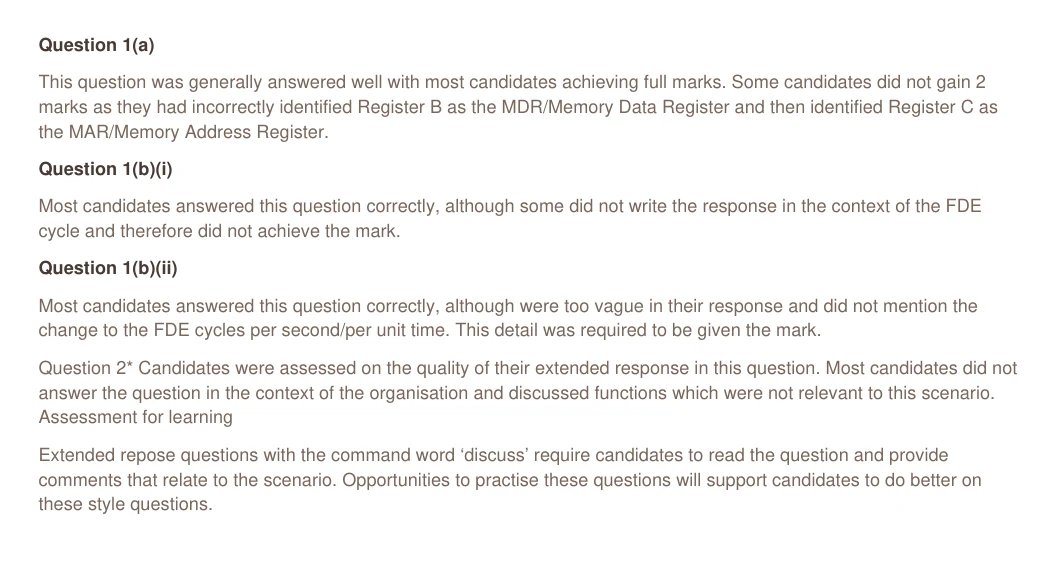 Question 1(a)
This question was generally answered well with most candidates achieving full marks. Some candidates did not gain 2
marks as they had incorrectly identified Register B as the MDR/Memory Data Register and then identified Register C as
the MAR/Memory Address Register.
Question 1(b)(i)
Most candidates answered this question correctly, although some did not write the response in the context of the FDE
cycle and therefore did not achieve the mark.
Question 1(b)(ii)
Most candidates answered this question correctly, although were too vague in their response and did not mention the
change to the FDE cycles per second/per unit time. This detail was required to be given the mark.
Question 2* Candidates were assessed on the quality of their extended response in this question. Most candidates did not
answer the question in the context of the organisation and discussed functions which were not relevant to this scenario.
Assessment for learning
Extended repose questions with the command word ‘discuss’ require candidates to read the question and provide
comments that relate to the scenario. Opportunities to practise these questions will support candidates to do better on
these style questions.